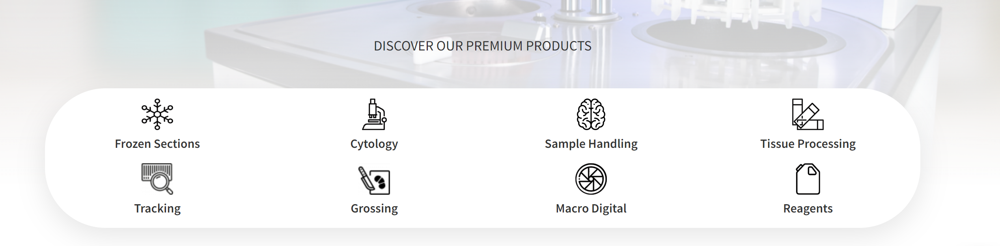 DISCOVER OUR PREMIUM PRODUCTS
Frozen Sections
Cytology
Sample Handling
Tissue Processing
Tracking
Grossing
Macro Digital
Reagents